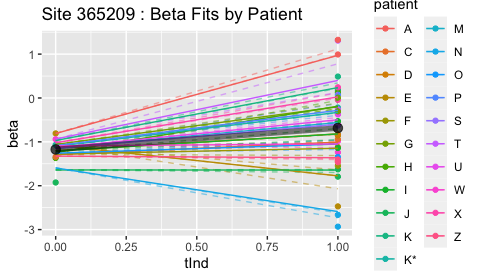 Site 365209 : Beta Fits by Patient
beta
1
0
-1
-2
-3
0.00
0.25
0.50
0.75
1.00
tInd
patient
A
C
D
E
F
G
H
I
J
K
K*
M
N
O
P
S
T
U
W
X
Z